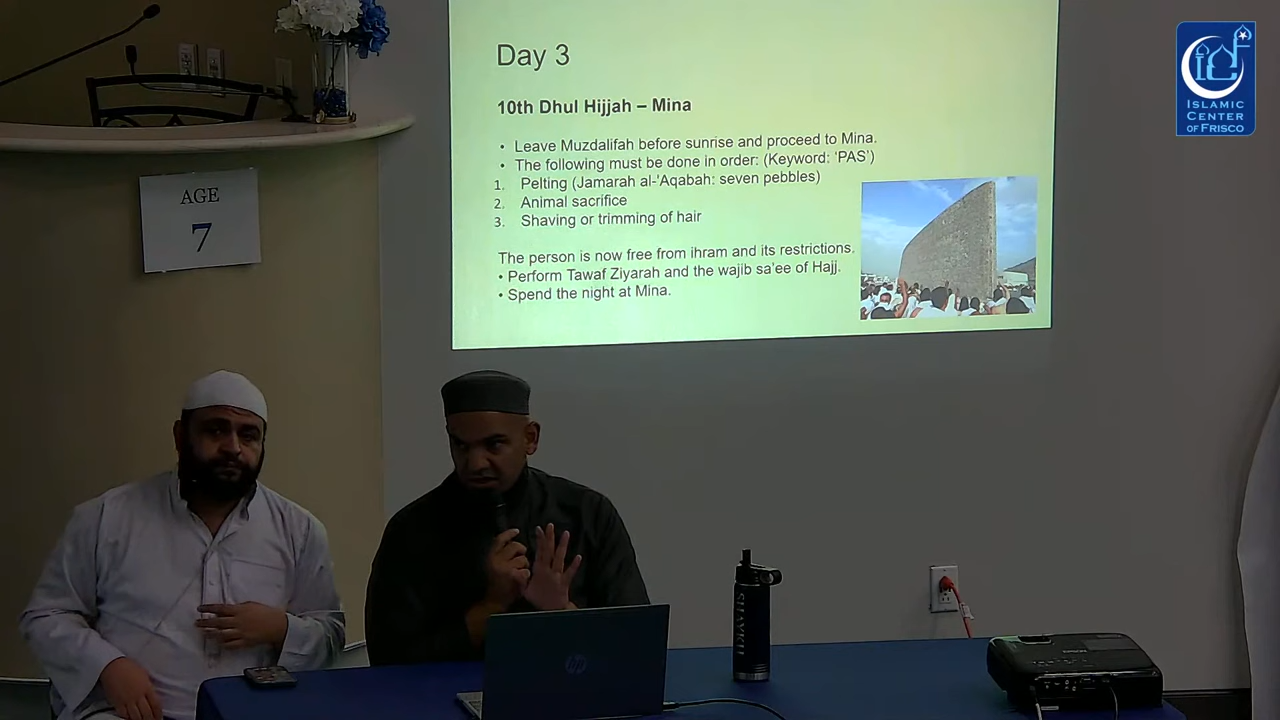 Day 3
10th Dhul Hijjah – Mina
• Leave Muzdalifah before sunrise and proceed to Mina.
• The following must be done in order: (Keyword: 'PAS')
1. Pelting (Jamarah al-'Aqabah: seven pebbles)
2. Animal sacrifice
3. Shaving or trimming of hair
The person is now free from ihram and its restrictions.
• Perform Tawaf Ziyarah and the wajib sa'ee of Hajj.
• Spend the night at Mina.
ISLAMIC
CENTER
OF FRISCO
AGE
7
hp
SHAYKH